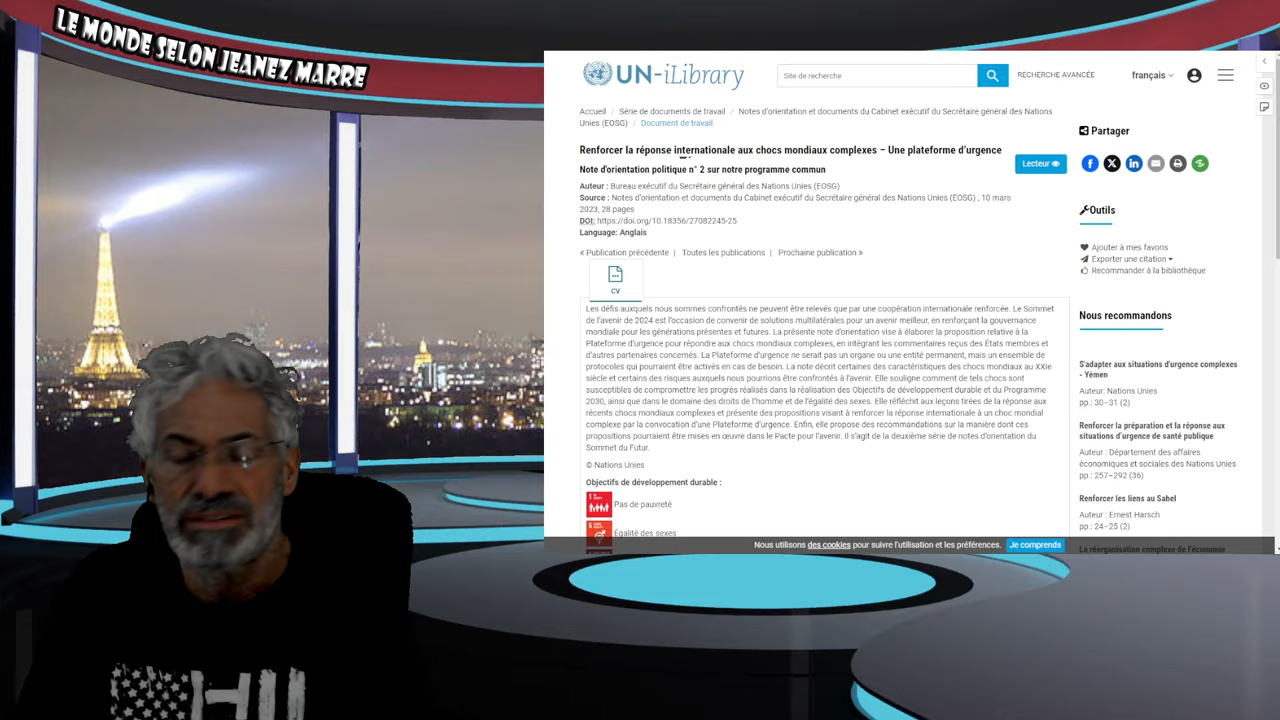 LE MONDE SELON JEANEZ MARRE
UN-iLibrary
Site de recherche
RECHERCHE AVANCÉE
français
Accueil / Série de documents de travail / Notes d'orientation et documents du Cabinet exécutif du Secrétaire général des Nations
Unies (EOSG) / Document de travail
Renforcer la réponse internationale aux chocs mondiaux complexes – Une plateforme d'urgence
Note d'orientation politique n° 2 sur notre programme commun
Lecteur
Auteur : Bureau exécutif du Secrétaire général des Nations Unies (EOSG)
Source : Notes d'orientation et documents du Cabinet exécutif du Secrétaire général des Nations Unies (EOSG) , 10 mars
2023, 28 pages
DOI: https://doi.org/10.18356/27082245-25
Language: Anglais
« Publication précédente | Toutes les publications | Prochaine publication »
CV
Les défis auxquels nous sommes confrontés ne peuvent être relevés que par une coopération internationale renforcée. Le Sommet
de l'avenir de 2024 est l'occasion de convenir de solutions multilatérales pour un avenir meilleur, en renforçant la gouvernance
mondiale pour les générations présentes et futures. La présente note d'orientation vise à élaborer la proposition relative à la
Plateforme d'urgence pour répondre aux chocs mondiaux complexes, en intégrant les commentaires reçus des États membres et
d'autres partenaires concernés. La Plateforme d'urgence ne serait pas un organe ou une entité permanent, mais un ensemble de
protocoles qui pourraient être activés en cas de besoin. La note décrit certaines des caractéristiques des chocs mondiaux au XXIe
siècle et certains des risques auxquels nous pourrions être confrontés à l'avenir. Elle souligne comment de tels chocs sont
susceptibles de compromettre les progrès réalisés dans la réalisation des Objectifs de développement durable et du Programme
2030, ainsi que dans le domaine des droits de l'homme et de l'égalité des sexes. Elle réfléchit aux leçons tirées de la réponse aux
récents chocs mondiaux complexes et présente des propositions visant à renforcer la réponse internationale à un choc mondial
complexe par la convocation d'une Plateforme d'urgence. Enfin, elle propose des recommandations sur la manière dont ces
propositions pourraient être mises en œuvre dans le Pacte pour l'avenir. Il s'agit de la deuxième série de notes d'orientation du
Sommet du Futur.
© Nations Unies
Objectifs de développement durable :
Pas de pauvreté
Égalité des sexes
Partager
Outils
Ajouter à mes favoris
Exporter une citation
Recommander à la bibliothèque
Nous recommandons
S'adapter aux situations d'urgence complexes
- Yémen
Auteur: Nations Unies
pp.: 30–31 (2)
Renforcer la préparation et la réponse aux
situations d'urgence de santé publique
Auteur : Département des affaires
économiques et sociales des Nations Unies
pp.: 257–292 (36)
Renforcer les liens au Sahel
Auteur : Ernest Harsch
pp.: 24–25 (2)
La réorganisation complexe de l'économie
Nous utilisons des cookies pour suivre l'utilisation et les préférences. Je comprends